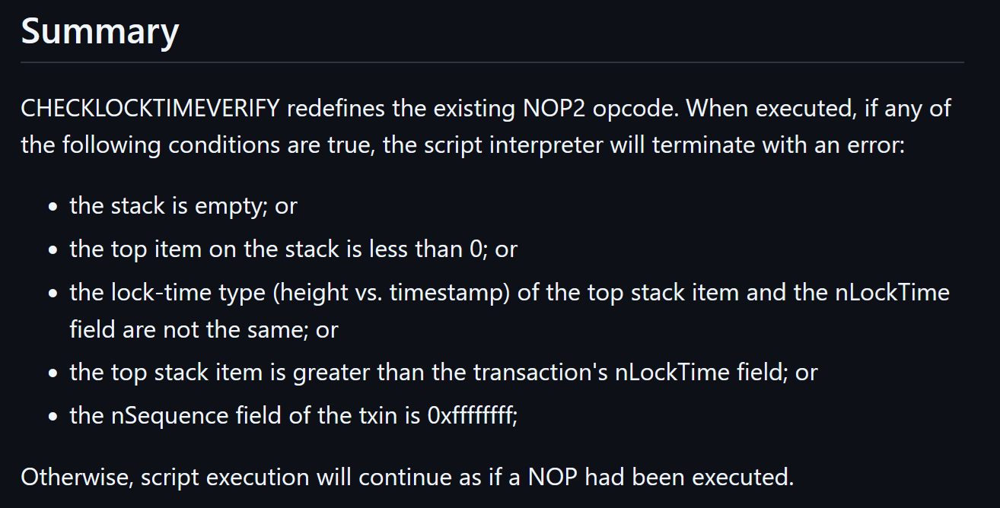 Summary
CHECKLOCKTIMEVERIFY redefines the existing NOP2 opcode. When executed, if any of
the following conditions are true, the script interpreter will terminate with an error:
• the stack is empty; or
• the top item on the stack is less than 0; or
• the lock-time type (height vs. timestamp) of the top stack item and the nLockTime
field are not the same; or
• the top stack item is greater than the transaction's nLockTime field; or
• the nSequence field of the txin is 0xffffffff;
Otherwise, script execution will continue as if a NOP had been executed.